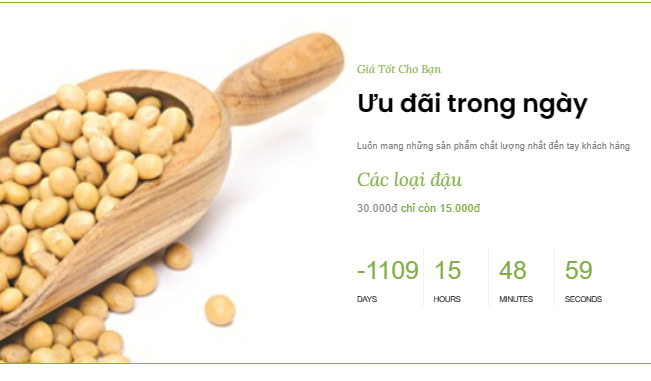 Giá Tốt Cho Bạn
Ưu đãi trong ngày
Luôn mang những sản phẩm chất lượng nhất đến tay khách hàng
Các loại đậu
30.000đ chỉ còn 15.000đ
-1109 15 48 59
DAYS HOURS MINUTES SECONDS